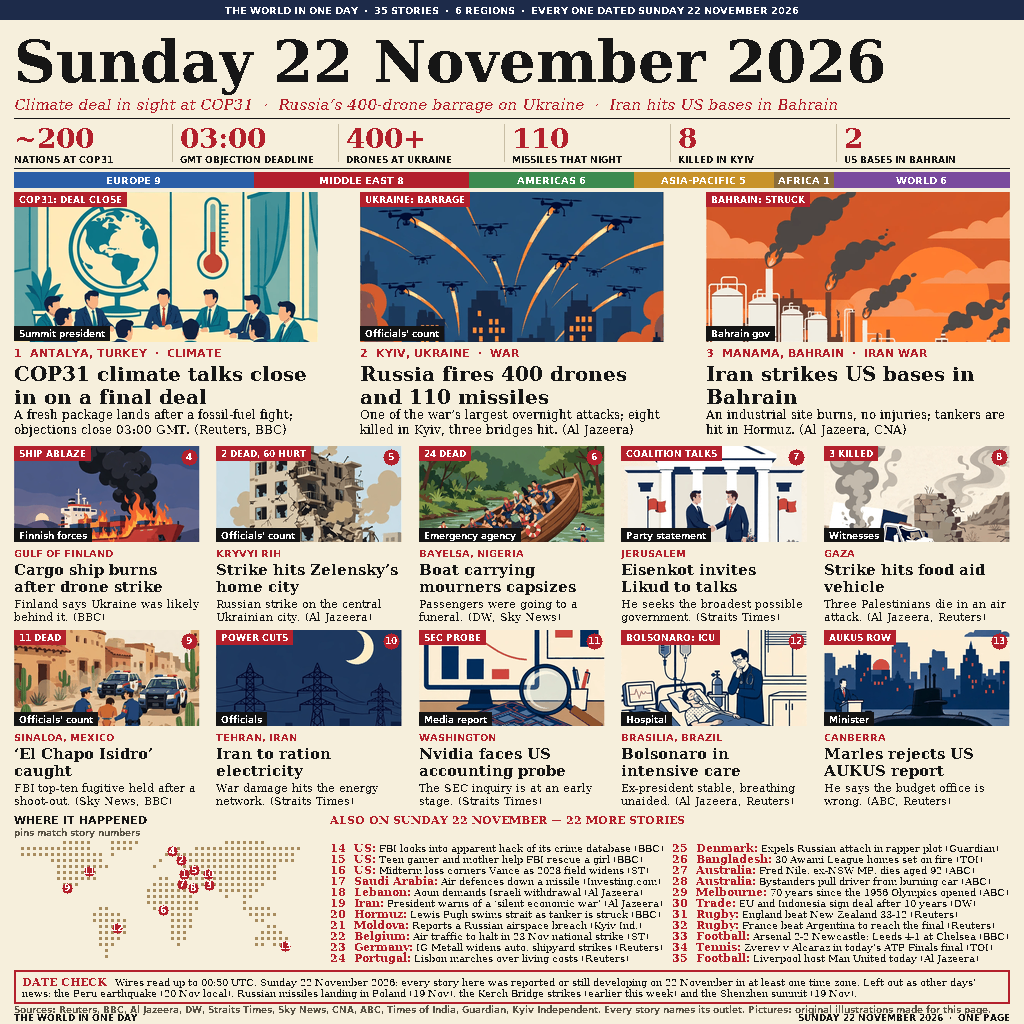 THE WORLD IN ONE DAY · 35 STORIES · 6 REGIONS · EVERY ONE DATED SUNDAY 22 NOVEMBER 2026
Sunday 22 November 2026
Climate deal in sight at COP31 · Russia’s 400-drone barrage on Ukraine · Iran hits US bases in Bahrain
~200
NATIONS AT COP31
03:00
GMT OBJECTION DEADLINE
400+
DRONES AT UKRAINE
110
MISSILES THAT NIGHT
8
KILLED IN KYIV
2
US BASES IN BAHRAIN
EUROPE 9
MIDDLE EAST 8
AMERICAS 6
ASIA-PACIFIC 5
AFRICA 1
WORLD 6
COP31: DEAL CLOSE
Summit president
1 ANTALYA, TURKEY · CLIMATE
COP31 climate talks close
in on a final deal
A fresh package lands after a fossil-fuel fight;
objections close 03:00 GMT. (Reuters, BBC)
UKRAINE: BARRAGE
Officials' count
2 KYIV, UKRAINE · WAR
Russia fires 400 drones
and 110 missiles
One of the war’s largest overnight attacks; eight
killed in Kyiv, three bridges hit. (Al Jazeera)
BAHRAIN: STRUCK
Bahrain gov
3 MANAMA, BAHRAIN · IRAN WAR
Iran strikes US bases in
Bahrain
An industrial site burns, no injuries; tankers are
hit in Hormuz. (Al Jazeera, CNA)
SHIP ABLAZE
4
Finnish forces
GULF OF FINLAND
Cargo ship burns
after drone strike
Finland says Ukraine was likely
behind it. (BBC)
2 DEAD, 60 HURT
5
Officials' count
KRYVYI RIH
Strike hits Zelensky’s
home city
Russian strike on the central
Ukrainian city. (Al Jazeera)
24 DEAD
6
Emergency agency
BAYELSA, NIGERIA
Boat carrying
mourners capsizes
Passengers were going to a
funeral. (DW, Sky News)
COALITION TALKS
7
Party statement
JERUSALEM
Eisenkot invites
Likud to talks
He seeks the broadest possible
government. (Straits Times)
3 KILLED
8
Witnesses
GAZA
Strike hits food aid
vehicle
Three Palestinians die in an air
attack. (Al Jazeera, Reuters)
11 DEAD
9
Officials' count
SINALOA, MEXICO
‘El Chapo Isidro’
caught
FBI top-ten fugitive held after a
shoot-out. (Sky News, BBC)
POWER CUTS
10
Officials
TEHRAN, IRAN
Iran to ration
electricity
War damage hits the energy
network. (Straits Times)
SEC PROBE
11
Media report
WASHINGTON
Nvidia faces US
accounting probe
The SEC inquiry is at an early
stage. (Straits Times)
BOLSONARO: ICU
12
Hospital
BRASILIA, BRAZIL
Bolsonaro in
intensive care
Ex-president stable, breathing
unaided. (Al Jazeera, Reuters)
AUKUS ROW
13
Minister
CANBERRA
Marles rejects US
AUKUS report
He says the budget office is
wrong. (ABC, Reuters)
WHERE IT HAPPENED
pins match story numbers
ALSO ON SUNDAY 22 NOVEMBER — 22 MORE STORIES
14 US: FBI looks into apparent hack of its crime database (BBC)
15 US: Teen gamer and mother help FBI rescue a girl (BBC)
16 US: Midterm loss corners Vance as 2028 field widens (ST)
17 Saudi Arabia: Air defences down a missile (Investing.com)
18 Lebanon: Aoun demands Israeli withdrawal (Al Jazeera)
19 Iran: President warns of a ‘silent economic war’ (Al Jazeera)
20 Hormuz: Lewis Pugh swims strait as tanker is struck (BBC)
21 Moldova: Reports a Russian airspace breach (Kyiv Ind.)
22 Belgium: Air traffic to halt in 23 Nov national strike (ST)
23 Germany: IG Metall widens auto, shipyard strikes (Reuters)
24 Portugal: Lisbon marches over living costs (Reuters)
25 Denmark: Expels Russian attach in rapper plot (Guardian)
26 Bangladesh: 30 Awami League homes set on fire (TOI)
27 Australia: Fred Nile, ex-NSW MP, dies aged 92 (ABC)
28 Australia: Bystanders pull driver from burning car (ABC)
29 Melbourne: 70 years since the 1956 Olympics opened (ABC)
30 Trade: EU and Indonesia sign deal after 10 years (DW)
31 Rugby: England beat New Zealand 33-12 (Reuters)
32 Rugby: France beat Argentina to reach the final (Reuters)
33 Football: Arsenal 2-2 Newcastle; Leeds 4-1 at Chelsea (BBC)
34 Tennis: Zverev v Alcaraz in today’s ATP Finals final (TOI)
35 Football: Liverpool host Man United today (Al Jazeera)
DATE CHECK Wires read up to 00:50 UTC, Sunday 22 November 2026: every story here was reported or still developing on 22 November in at least one time zone. Left out as other days’
news: the Peru earthquake (20 Nov local), Russian missiles landing in Poland (19 Nov), the Kerch Bridge strikes (earlier this week) and the Shenzhen summit (19 Nov).
Sources: Reuters, BBC, Al Jazeera, DW, Straits Times, Sky News, CNA, ABC, Times of India, Guardian, Kyiv Independent. Every story names its outlet. Pictures: original illustrations made for this page.
THE WORLD IN ONE DAY
SUNDAY 22 NOVEMBER 2026 · ONE PAGE